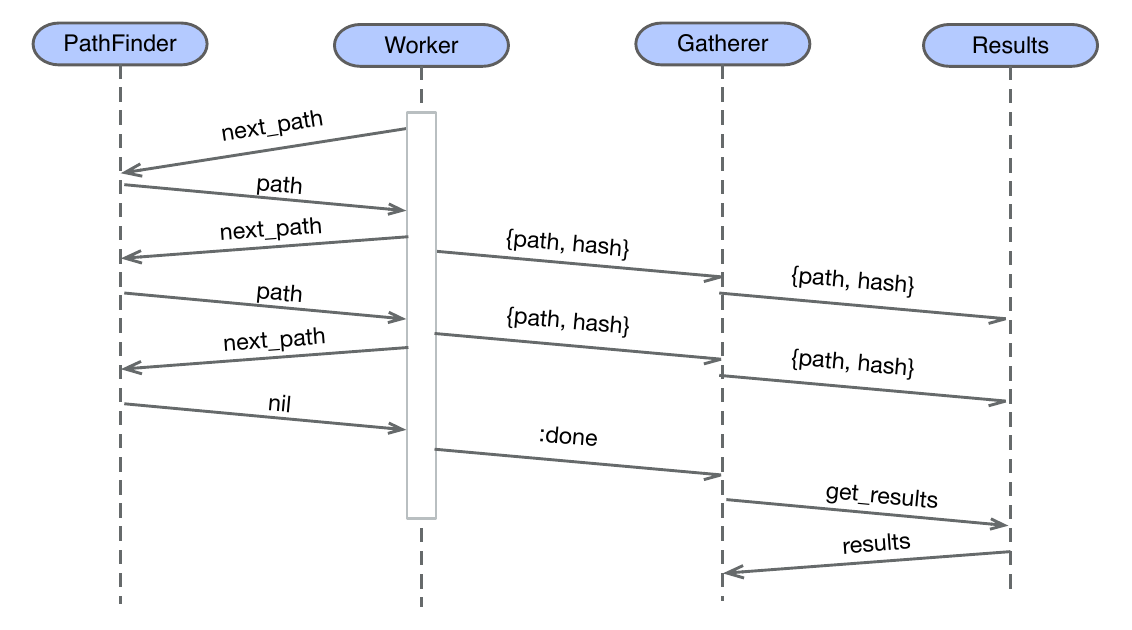 PathFinder
Worker
Gatherer
Results
next_path
path
next_path
{path, hash}
{path, hash}
path
{path, hash}
next_path
{path, hash}
nil
:done
get_results
results